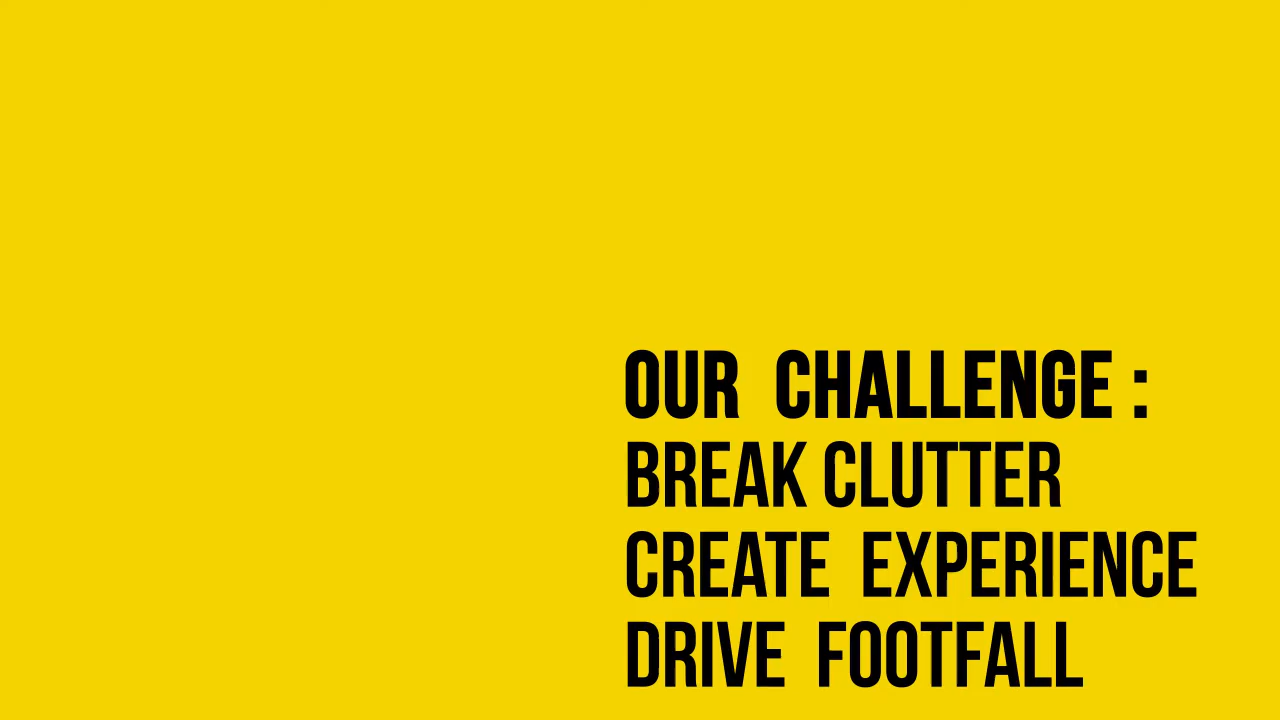 OUR CHALLENGE :
BREAK CLUTTER
CREATE EXPERIENCE
DRIVE FOOTFALL